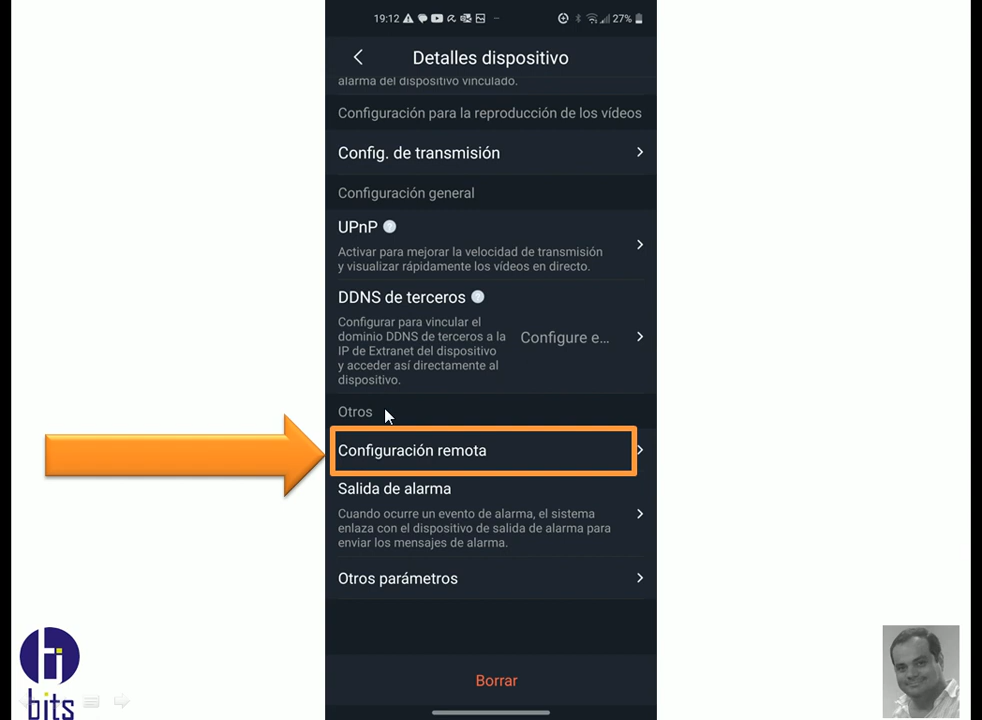 19:12
27%
Detalles dispositivo
alarma del dispositivo vinculado.
Configuración para la reproducción de los vídeos
Config. de transmisión
Configuración general
UPnP
Activar para mejorar la velocidad de transmisión
y visualizar rápidamente los vídeos en directo.
DDNS de terceros
Configurar para vincular el
dominio DDNS de terceros a la
IP de Extranet del dispositivo
y acceder así directamente al
dispositivo.
Configure e...
Otros
Configuración remota
Salida de alarma
Cuando ocurre un evento de alarma, el sistema
enlaza con el dispositivo de salida de alarma para
enviar los mensajes de alarma.
Otros parámetros
Borrar
bits